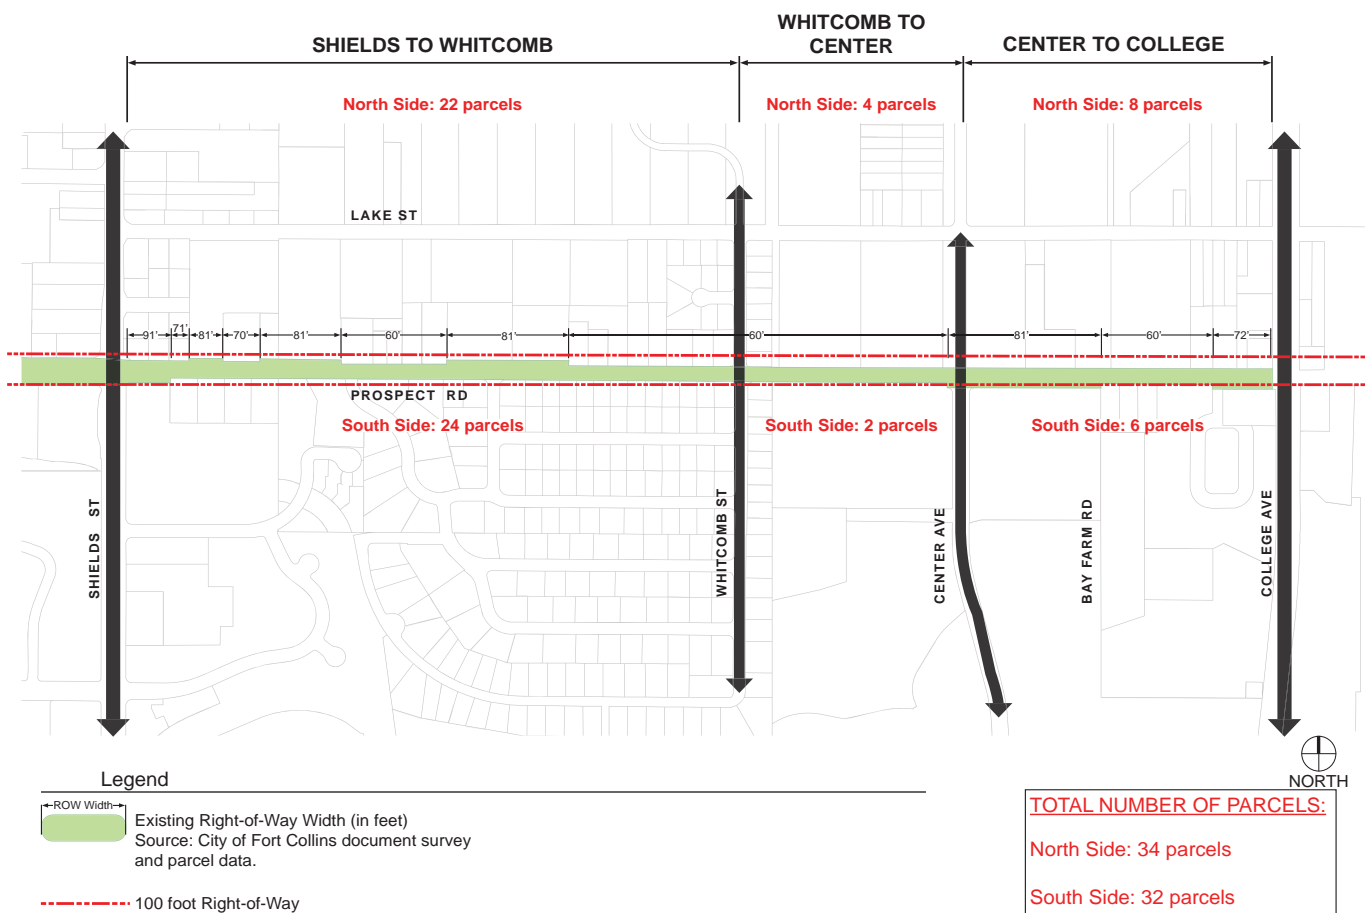 SHIELDS TO WHITCOMB
WHITCOMB TO
CENTER
CENTER TO COLLEGE
North Side: 22 parcels
North Side: 4 parcels
North Side: 8 parcels
LAKE ST
91'
71'
81'
70'
81'
60'
81'
60'
81'
60'
72'
PROSPECT RD
South Side: 24 parcels
South Side: 2 parcels
South Side: 6 parcels
SHIELDS ST
WHITCOMB ST
CENTER AVE
BAY FARM RD
COLLEGE AVE
NORTH
Legend
ROW Width
Existing Right-of-Way Width (in feet)
Source: City of Fort Collins document survey
and parcel data.
100 foot Right-of-Way
TOTAL NUMBER OF PARCELS:
North Side: 34 parcels
South Side: 32 parcels